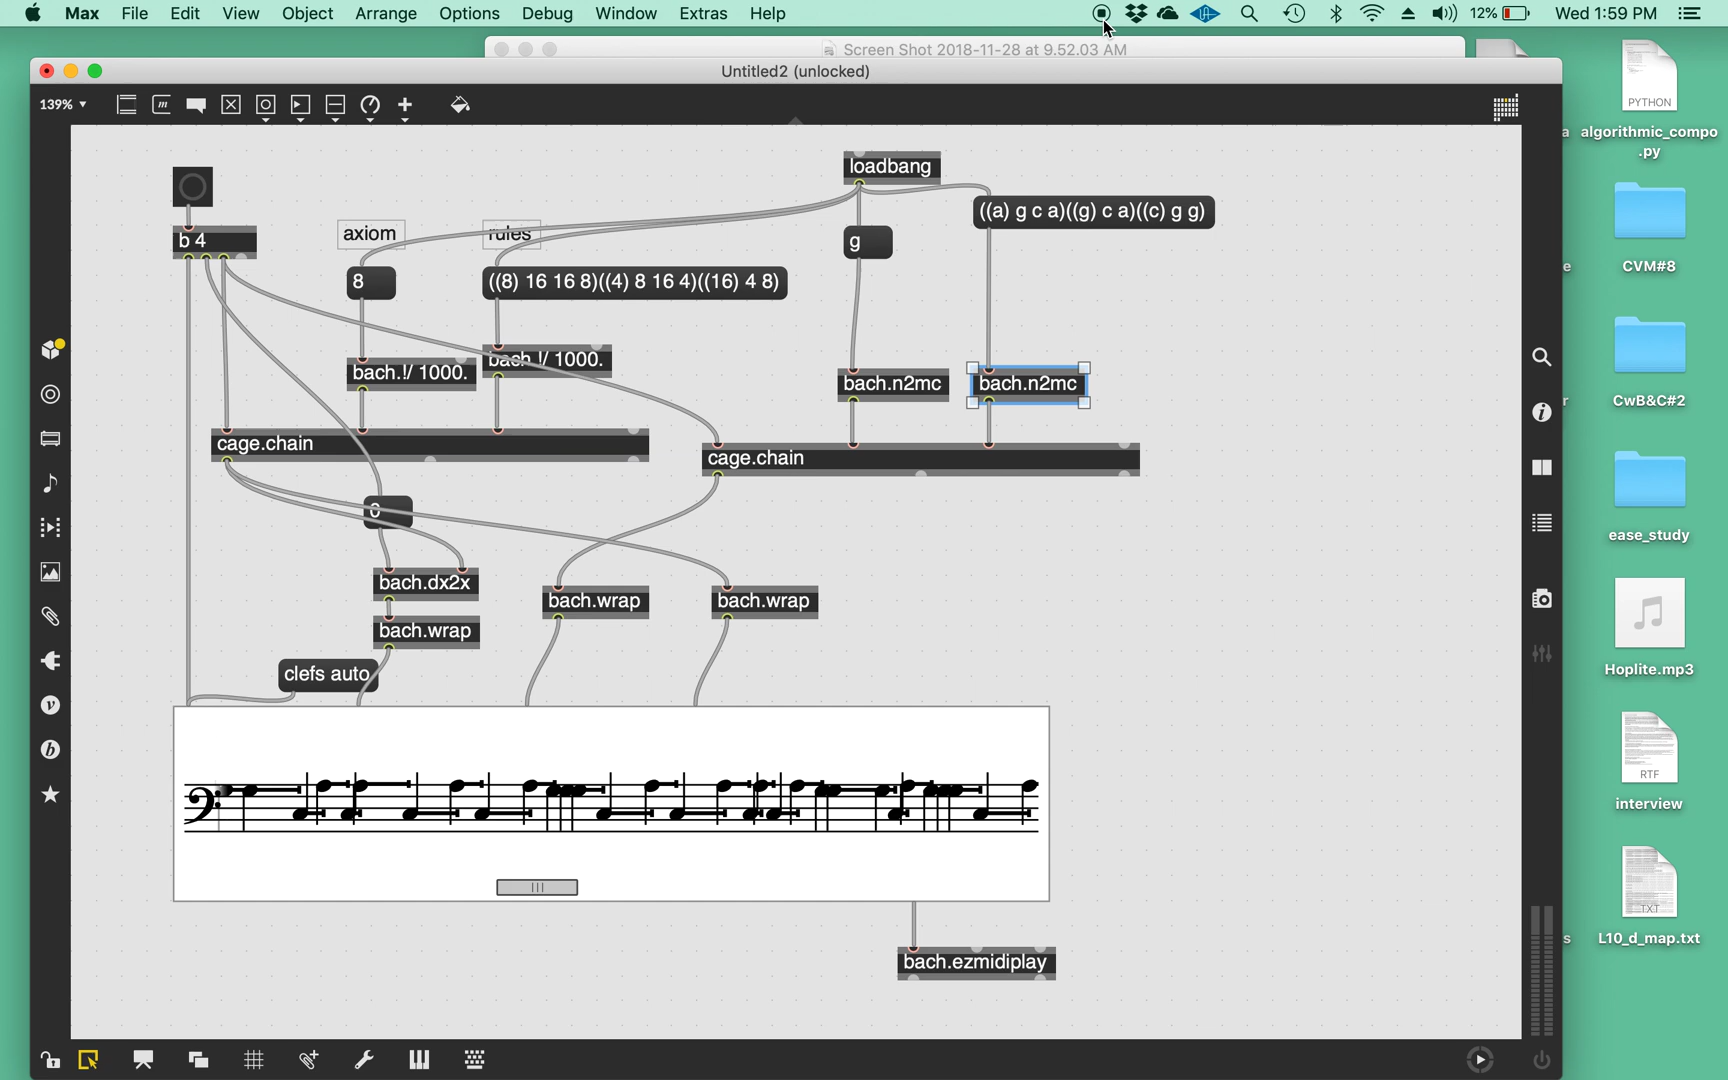 Max File Edit View Object Arrange Options Debug Window Extras Help 12% Wed 1:59 PM
Screen Shot 2018-11-28 at 9.52.03 AM
Untitled2 (unlocked)
139%
PYTHON
algorithmic_compo
.py
loadbang
((a) g c a)((g) c a)((c) g g)
b 4
axiom
rules
g
8
((8) 16 16 8)((4) 8 16 4)((16) 4 8)
CVM#8
bach.!/ 1000.
bach.!/ 1000.
bach.n2mc
bach.n2mc
CwB&C#2
cage.chain
cage.chain
0
ease_study
bach.dx2x
bach.wrap
bach.wrap
bach.wrap
clefs auto
Hoplite.mp3
RTF
interview
TXT
L10_d_map.txt
bach.ezmidiplay